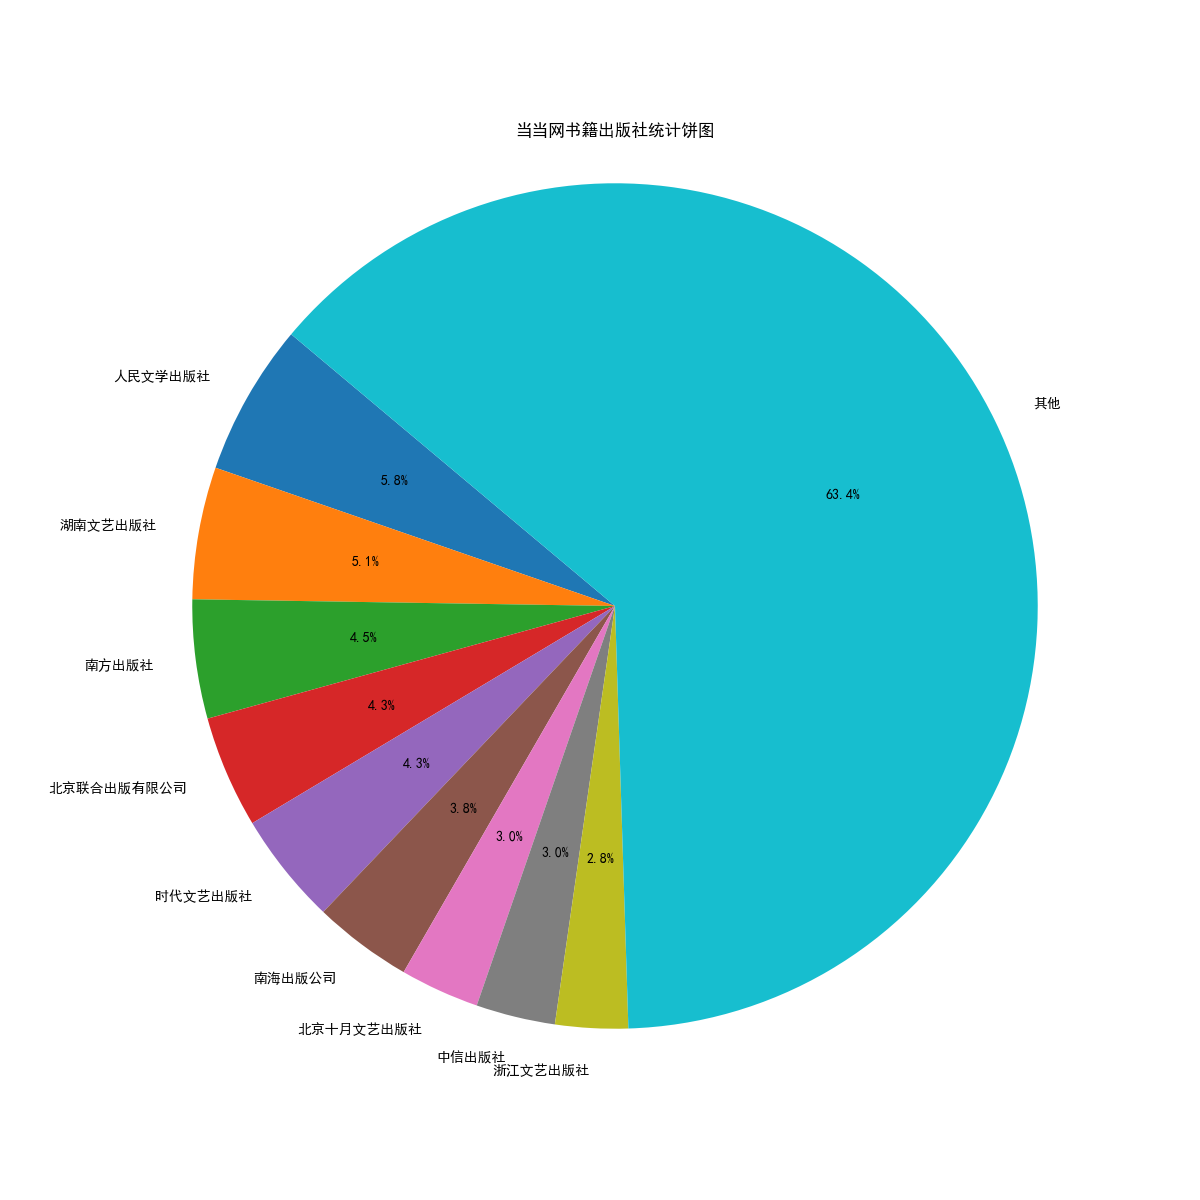 当当网书籍出版社统计饼图
人民文学出版社
其他
5.8%
63.4%
湖南文艺出版社
5.1%
4.5%
南方出版社
4.3%
北京联合出版有限公司
4.3%
3.8%
3.0%
3.0%
2.8%
时代文艺出版社
南海出版公司
北京十月文艺出版社
中信出版社
浙江文艺出版社